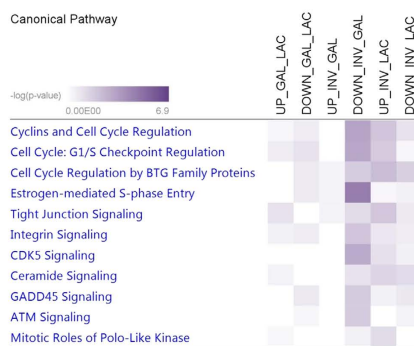 Canonical Pathway
UP_GAL_LAC
DOWN_GAL_LAC
UP_INV_GAL
DOWN_INV_GAL
UP_INV_LAC
DOWN_INV_LAC
-log(p-value)
0.00E00 6.9
Cyclins and Cell Cycle Regulation
Cell Cycle: G1/S Checkpoint Regulation
Cell Cycle Regulation by BTG Family Proteins
Estrogen-mediated S-phase Entry
Tight Junction Signaling
Integrin Signaling
CDK5 Signaling
Ceramide Signaling
GADD45 Signaling
ATM Signaling
Mitotic Roles of Polo-Like Kinase